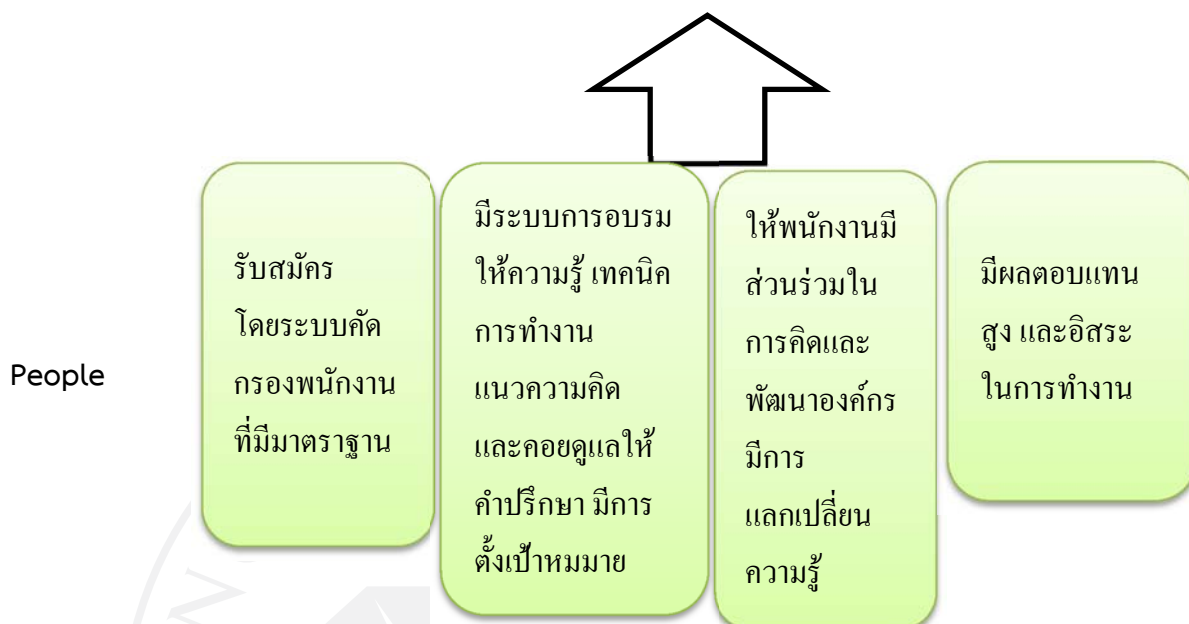 People
รับสมัคร
โดยระบบคัด
กรองพนักงาน
ที่มีมาตราฐาน
มีระบบการอบรม
ให้ความรู้ เทคนิค
การทำงาน
แนวความคิด
และคอยดูแลให้
คำปรึกษา มีการ
ตั้งเป้าหมมาย
ให้พนักงานมี
ส่วนร่วมใน
การคิดและ
พัฒนาองค์กร
มีการ
แลกเปลี่ยน
ความรู้
มีผลตอบแทน
สูง และอิสระ
ในการทำงาน